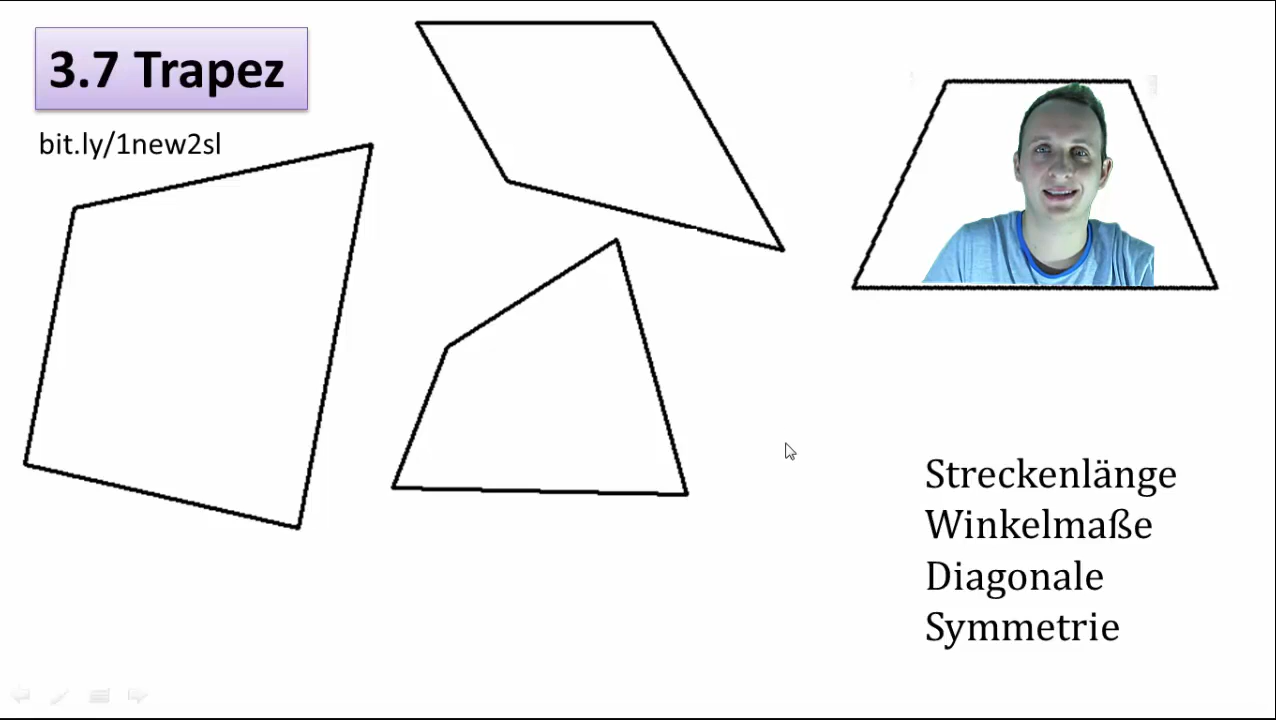 3.7 Trapez
bit.ly/1new2sl
Streckenlänge
Winkelmaße
Diagonale
Symmetrie